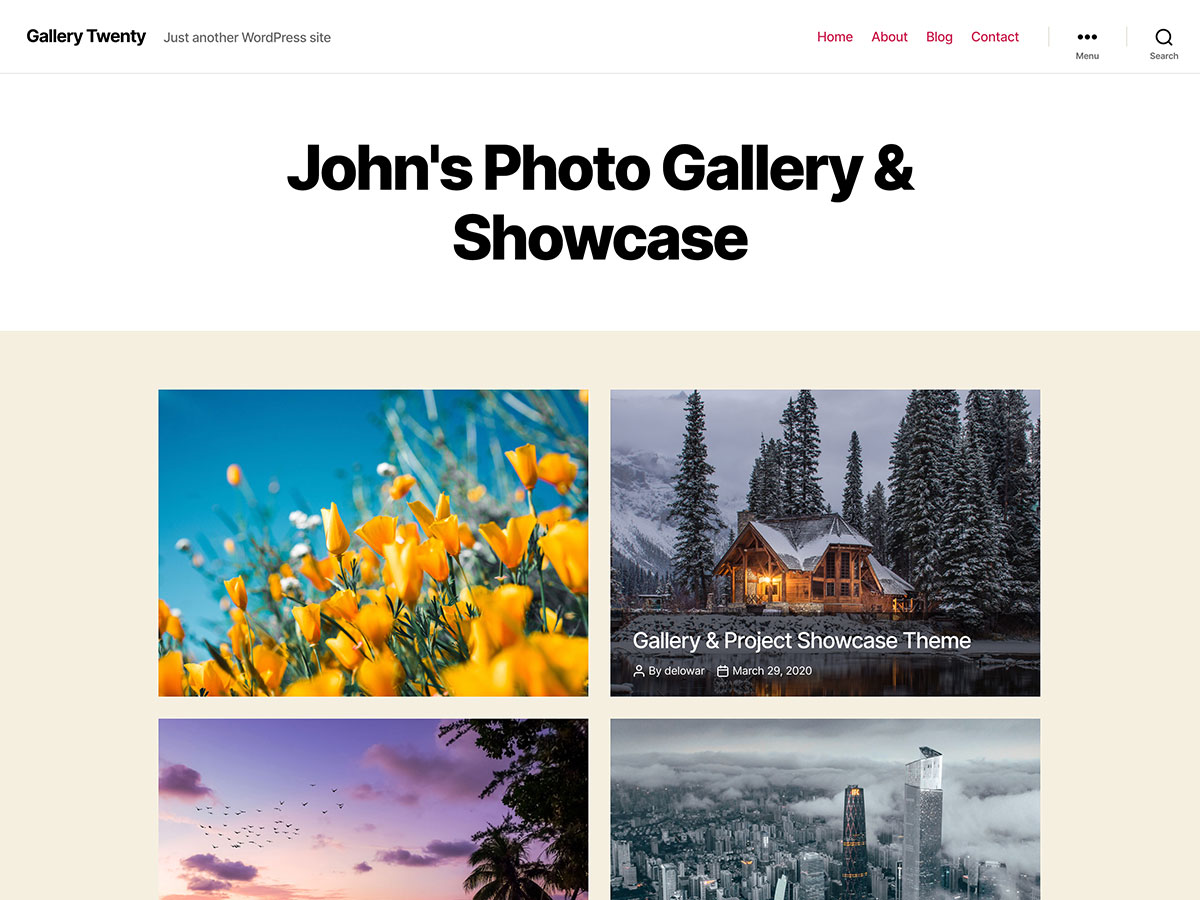 Gallery Twenty Just another WordPress site Home About Blog Contact
Menu Search
John's Photo Gallery &
Showcase
Gallery & Project Showcase Theme
By delowar March 29, 2020